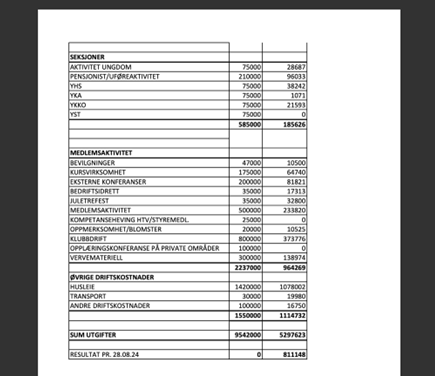 SEKSJONER
AKTIVITET UNGDOM 75000 28687
PENSJONIST/UFØREAKTIVITET 210000 96033
YHS 75000 38242
YKA 75000 1071
YKKO 75000 21593
YST 75000 0
585000 185626
MEDLEMSAKTIVITET
BEVILGNINGER 47000 10500
KURSVIRKSOMHET 175000 64740
EKSTERNE KONFERANSER 200000 81821
BEDRIFTSIDRETT 35000 17313
JULETREFEST 35000 32800
MEDLEMSAKTIVITET 500000 233820
KOMPETANSEHEVING HTV/STYREMEDL. 25000 0
OPPMERKSOMHET/BLOMSTER 20000 10525
KLUBBDRIFT 800000 373776
OPPLÆRINGSKONFERANSE PÅ PRIVATE OMRÅDER 100000 0
VERVEMATERIELL 300000 138974
2237000 964269
ØVRIGE DRIFTSKOSTNADER
HUSLEIE 1420000 1078002
TRANSPORT 30000 19980
ANDRE DRIFTSKOSTNADER 100000 16750
1550000 1114732
SUM UTGIFTER 9542000 5297623
RESULTAT PR. 28.08.24 0 811148